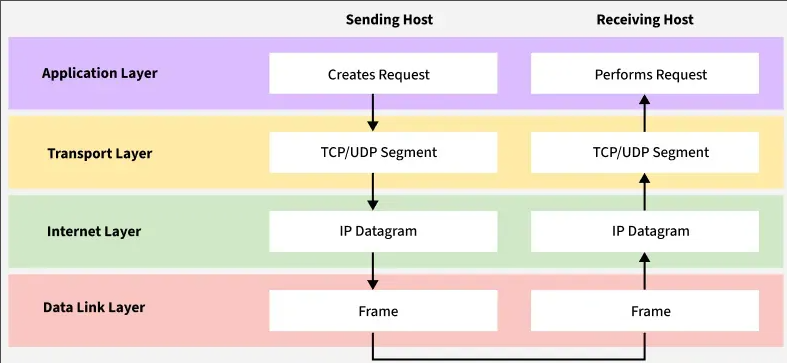 Sending Host
Receiving Host
Application Layer
Creates Request
Performs Request
Transport Layer
TCP/UDP Segment
TCP/UDP Segment
Internet Layer
IP Datagram
IP Datagram
Data Link Layer
Frame
Frame